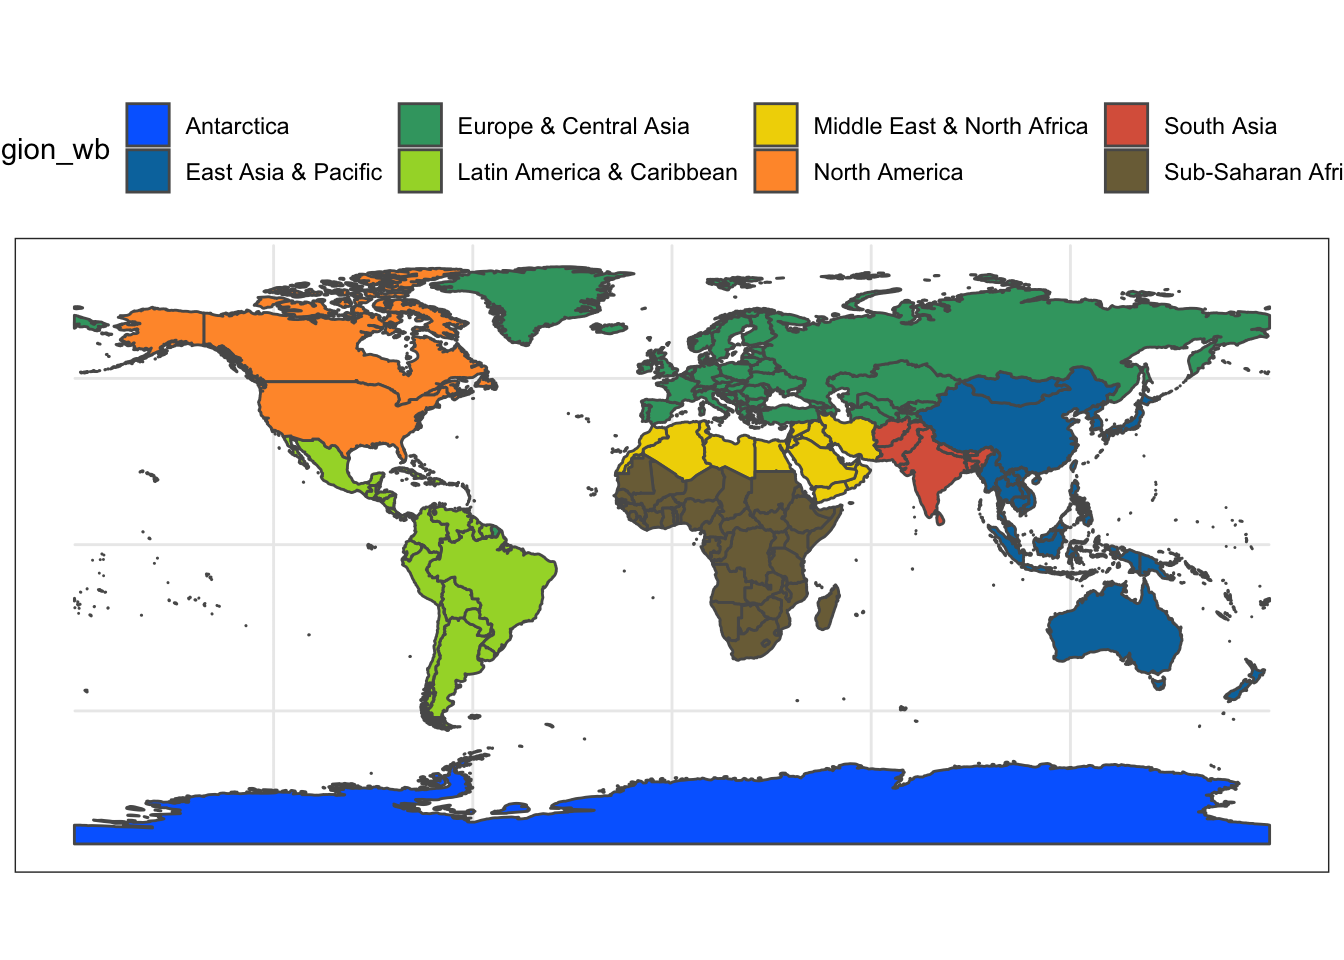 gion_wb
Antarctica
Europe & Central Asia
Middle East & North Africa
South Asia
East Asia & Pacific
Latin America & Caribbean
North America
Sub-Saharan Afri